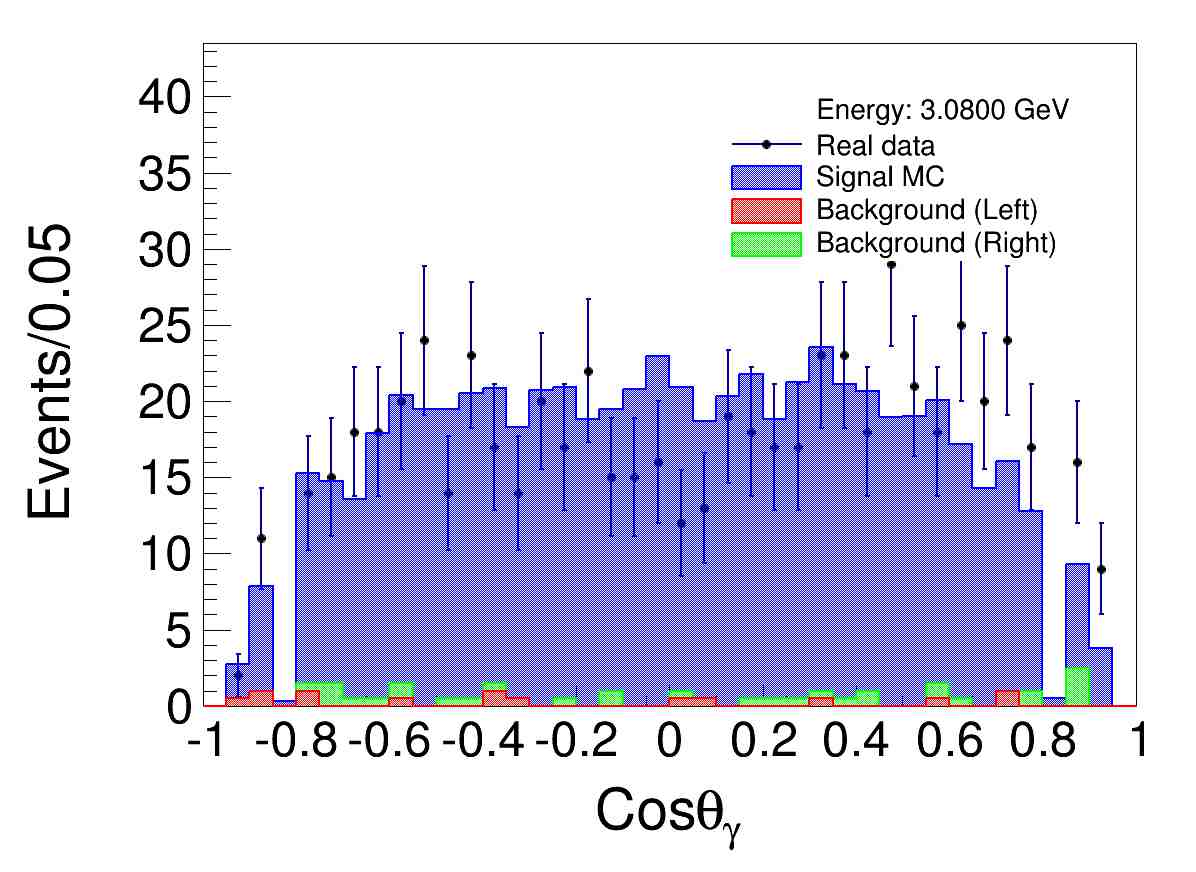 Energy: 3.0800 GeV
Real data
Signal MC
Background (Left)
Background (Right)
Events/0.05
40
35
30
25
20
15
10
5
0
-1 -0.8 -0.6 -0.4 -0.2 0 0.2 0.4 0.6 0.8 1
Cosθγ